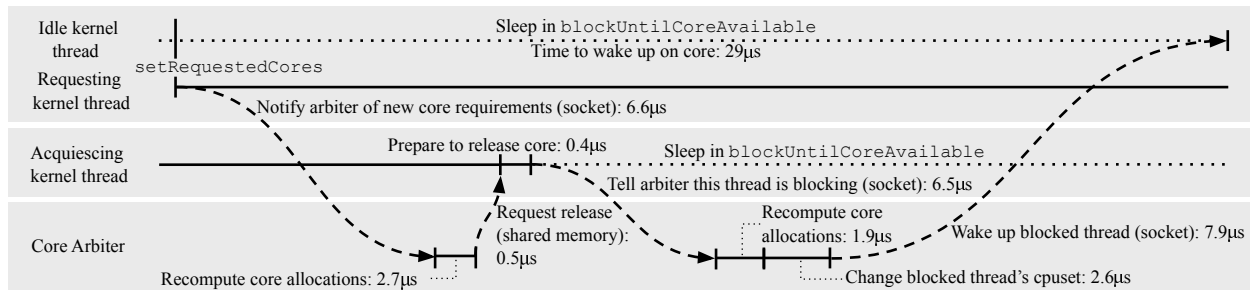 Idle kernel
thread
Sleep in blockUntilCoreAvailable
Time to wake up on core: 29μs
setRequestedCores
Requesting
kernel thread
Notify arbiter of new core requirements (socket): 6.6μs
Acquiescing
kernel thread
Prepare to release core: 0.4μs
Sleep in blockUntilCoreAvailable
Tell arbiter this thread is blocking (socket): 6.5μs
Core Arbiter
Request release
(shared memory):
0.5μs
Recompute core
allocations: 1.9μs
Wake up blocked thread (socket): 7.9μs
Recompute core allocations: 2.7μs
Change blocked thread's cpuset: 2.6μs